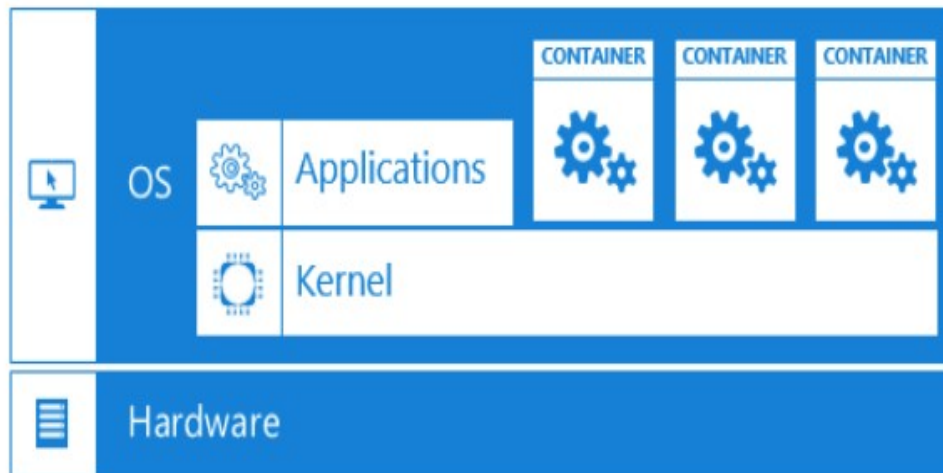 CONTAINER CONTAINER CONTAINER
OS
Applications
Kernel
Hardware